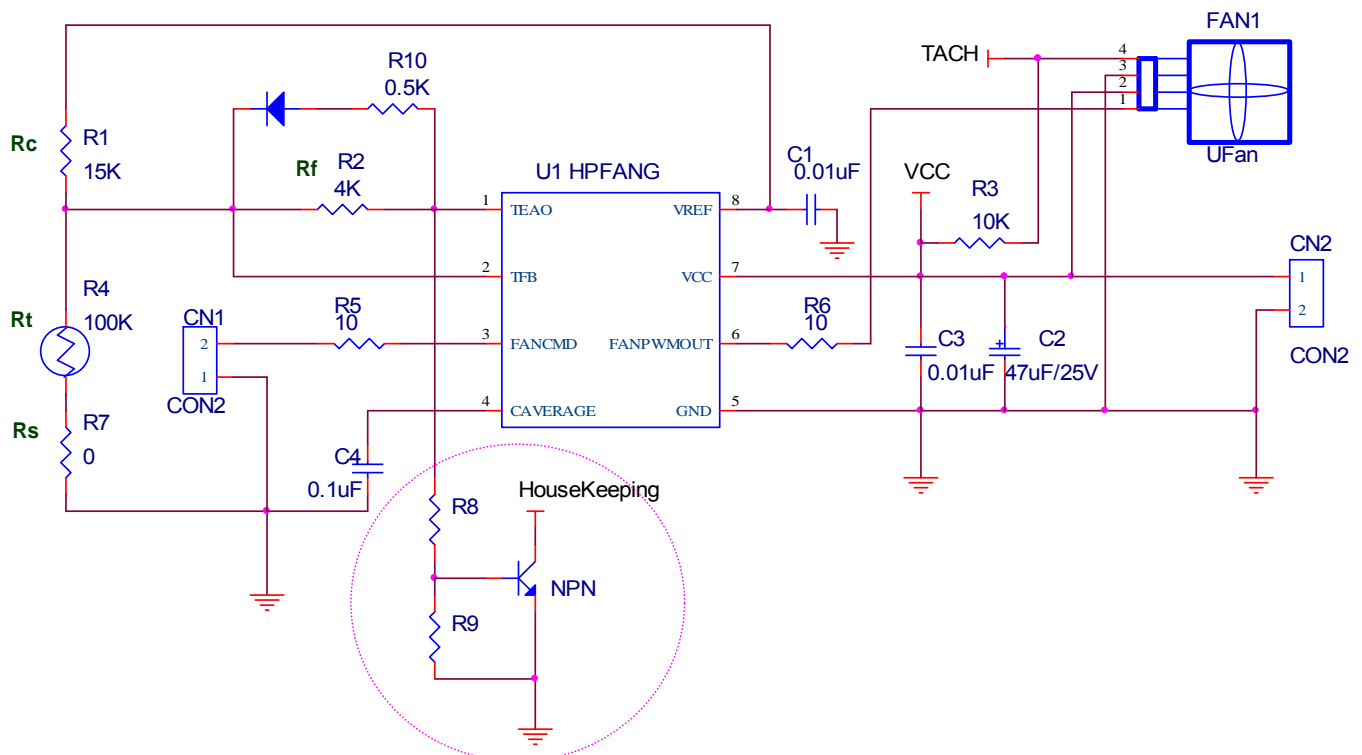 FAN1
TACH
4
3
2
1
UFan
R10
0.5K
Rc
R1
15K
Rf
R2
4K
U1 HPFANG
C1
0.01uF
VCC
R3
10K
1
TEAO
VREF
8
2
TFB
VCC
7
CN2
1
2
CON2
R4
100K
Rt
CN1
2
1
CON2
R5
10
3
FANCMD
FANPWMOUT
6
R6
10
C3
0.01uF
C2
47uF/25V
+
4
CAVERAGE
GND
5
Rs
R7
0
C4
0.1uF
HouseKeeping
R8
NPN
R9